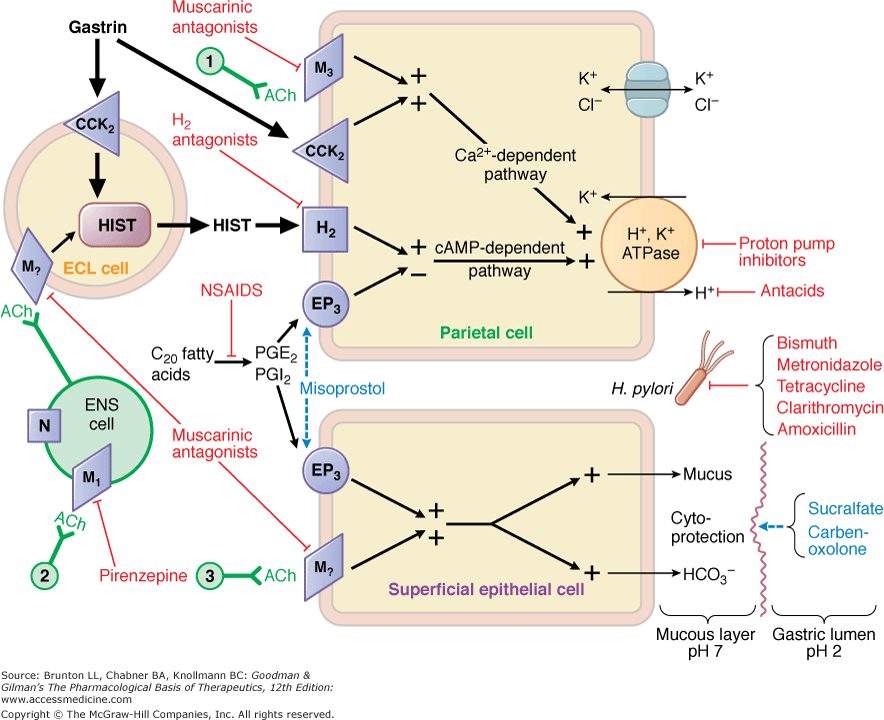 Gastrin
Muscarinic
antagonists
1
ACh
M3
+
+
K+
Cl–
K+
Cl–
CCK2
H2
antagonists
CCK2
Ca2+-dependent
pathway
HIST
HIST
H2
K+
+
+
H+, K+
ATPase
Proton pump
inhibitors
M?
ECL cell
+
–
cAMP-dependent
pathway
H+
Antacids
ACh
NSAIDS
EP3
Parietal cell
C20 fatty
acids
PGE2
PGI2
Misoprostol
H. pylori
Bismuth
Metronidazole
Tetracycline
Clarithromycin
Amoxicillin
N
ENS
cell
M1
Muscarinic
antagonists
EP3
+
+
+
Mucus
Cyto-
protection
Sucralfate
Carben-
oxolone
ACh
2
Pirenzepine
3
ACh
M?
+
HCO3–
Superficial epithelial cell
Mucous layer
pH 7
Gastric lumen
pH 2
Source: Brunton LL, Chabner BA, Knollmann BC: Goodman &
Gilman's The Pharmacological Basis of Therapeutics, 12th Edition:
www.accessmedicine.com
Copyright © The McGraw-Hill Companies, Inc. All rights reserved.